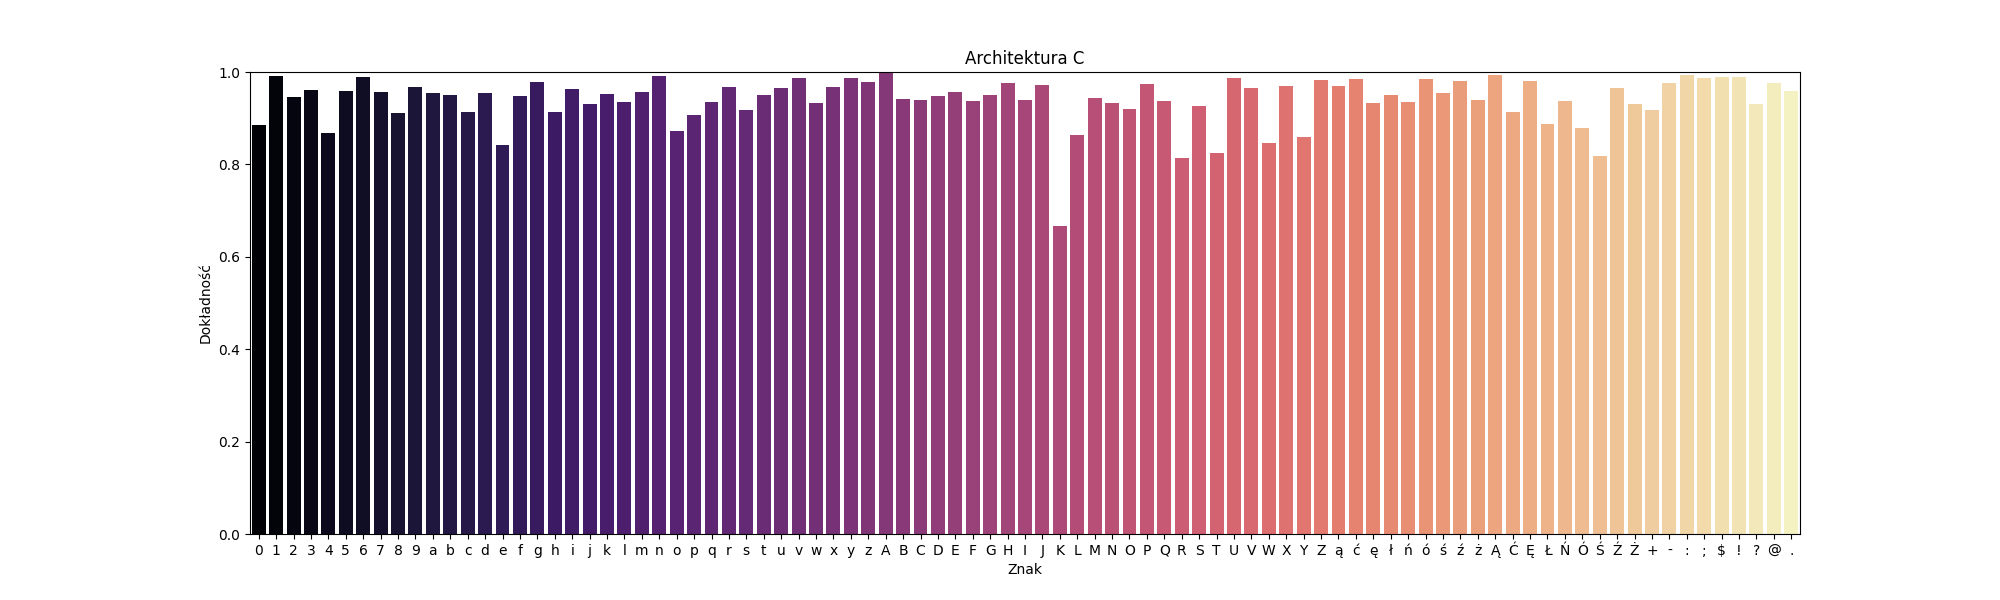 Architektura C
1.0
0.8
0.6
0.4
0.2
0.0
Dokładność
0 1 2 3 4 5 6 7 8 9 a b c d e f g h i j k l m n o p q r s t u v w x y z A B C D E F G H I J K L M N O P Q R S T U V W X Y Z ą ć ę ł ń ó ś ź ż Ą Ć Ę Ł Ń Ó Ś Ź Ż + - : ; $ ! ? @ .
Znak